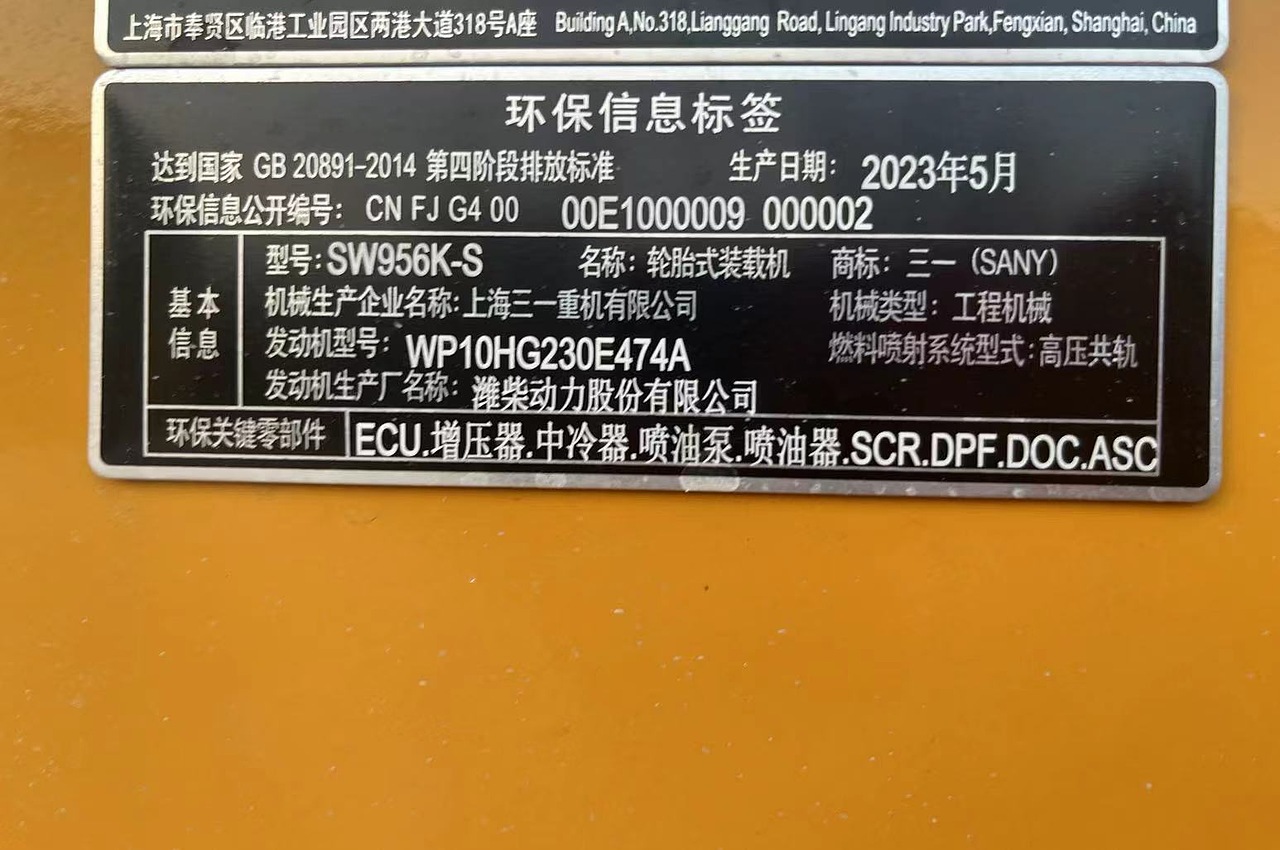 上海市奉贤区临港工业园区两港大道318号A座 Building A,No.318,Lianggang Road, Lingang Industry Park,Fengxian, Shanghai, China
环保信息标签
达到国家 GB 20891-2014 第四阶段排放标准 生产日期： 2023年5月
环保信息公开编号： CN FJ G4 00 00E1000009 000002
基本信息
型号:SW956K-S 名称：轮胎式装载机 商标：三一（SANY）
机械生产企业名称:上海三一重机有限公司 机械类型：工程机械
发动机型号： WP10HG230E474A 燃料喷射系统型式:高压共轨
发动机生产厂名称: 潍柴动力股份有限公司
环保关键零部件 ECU.增压器.中冷器.喷油泵.喷油器.SCR.DPF.DOC.ASC